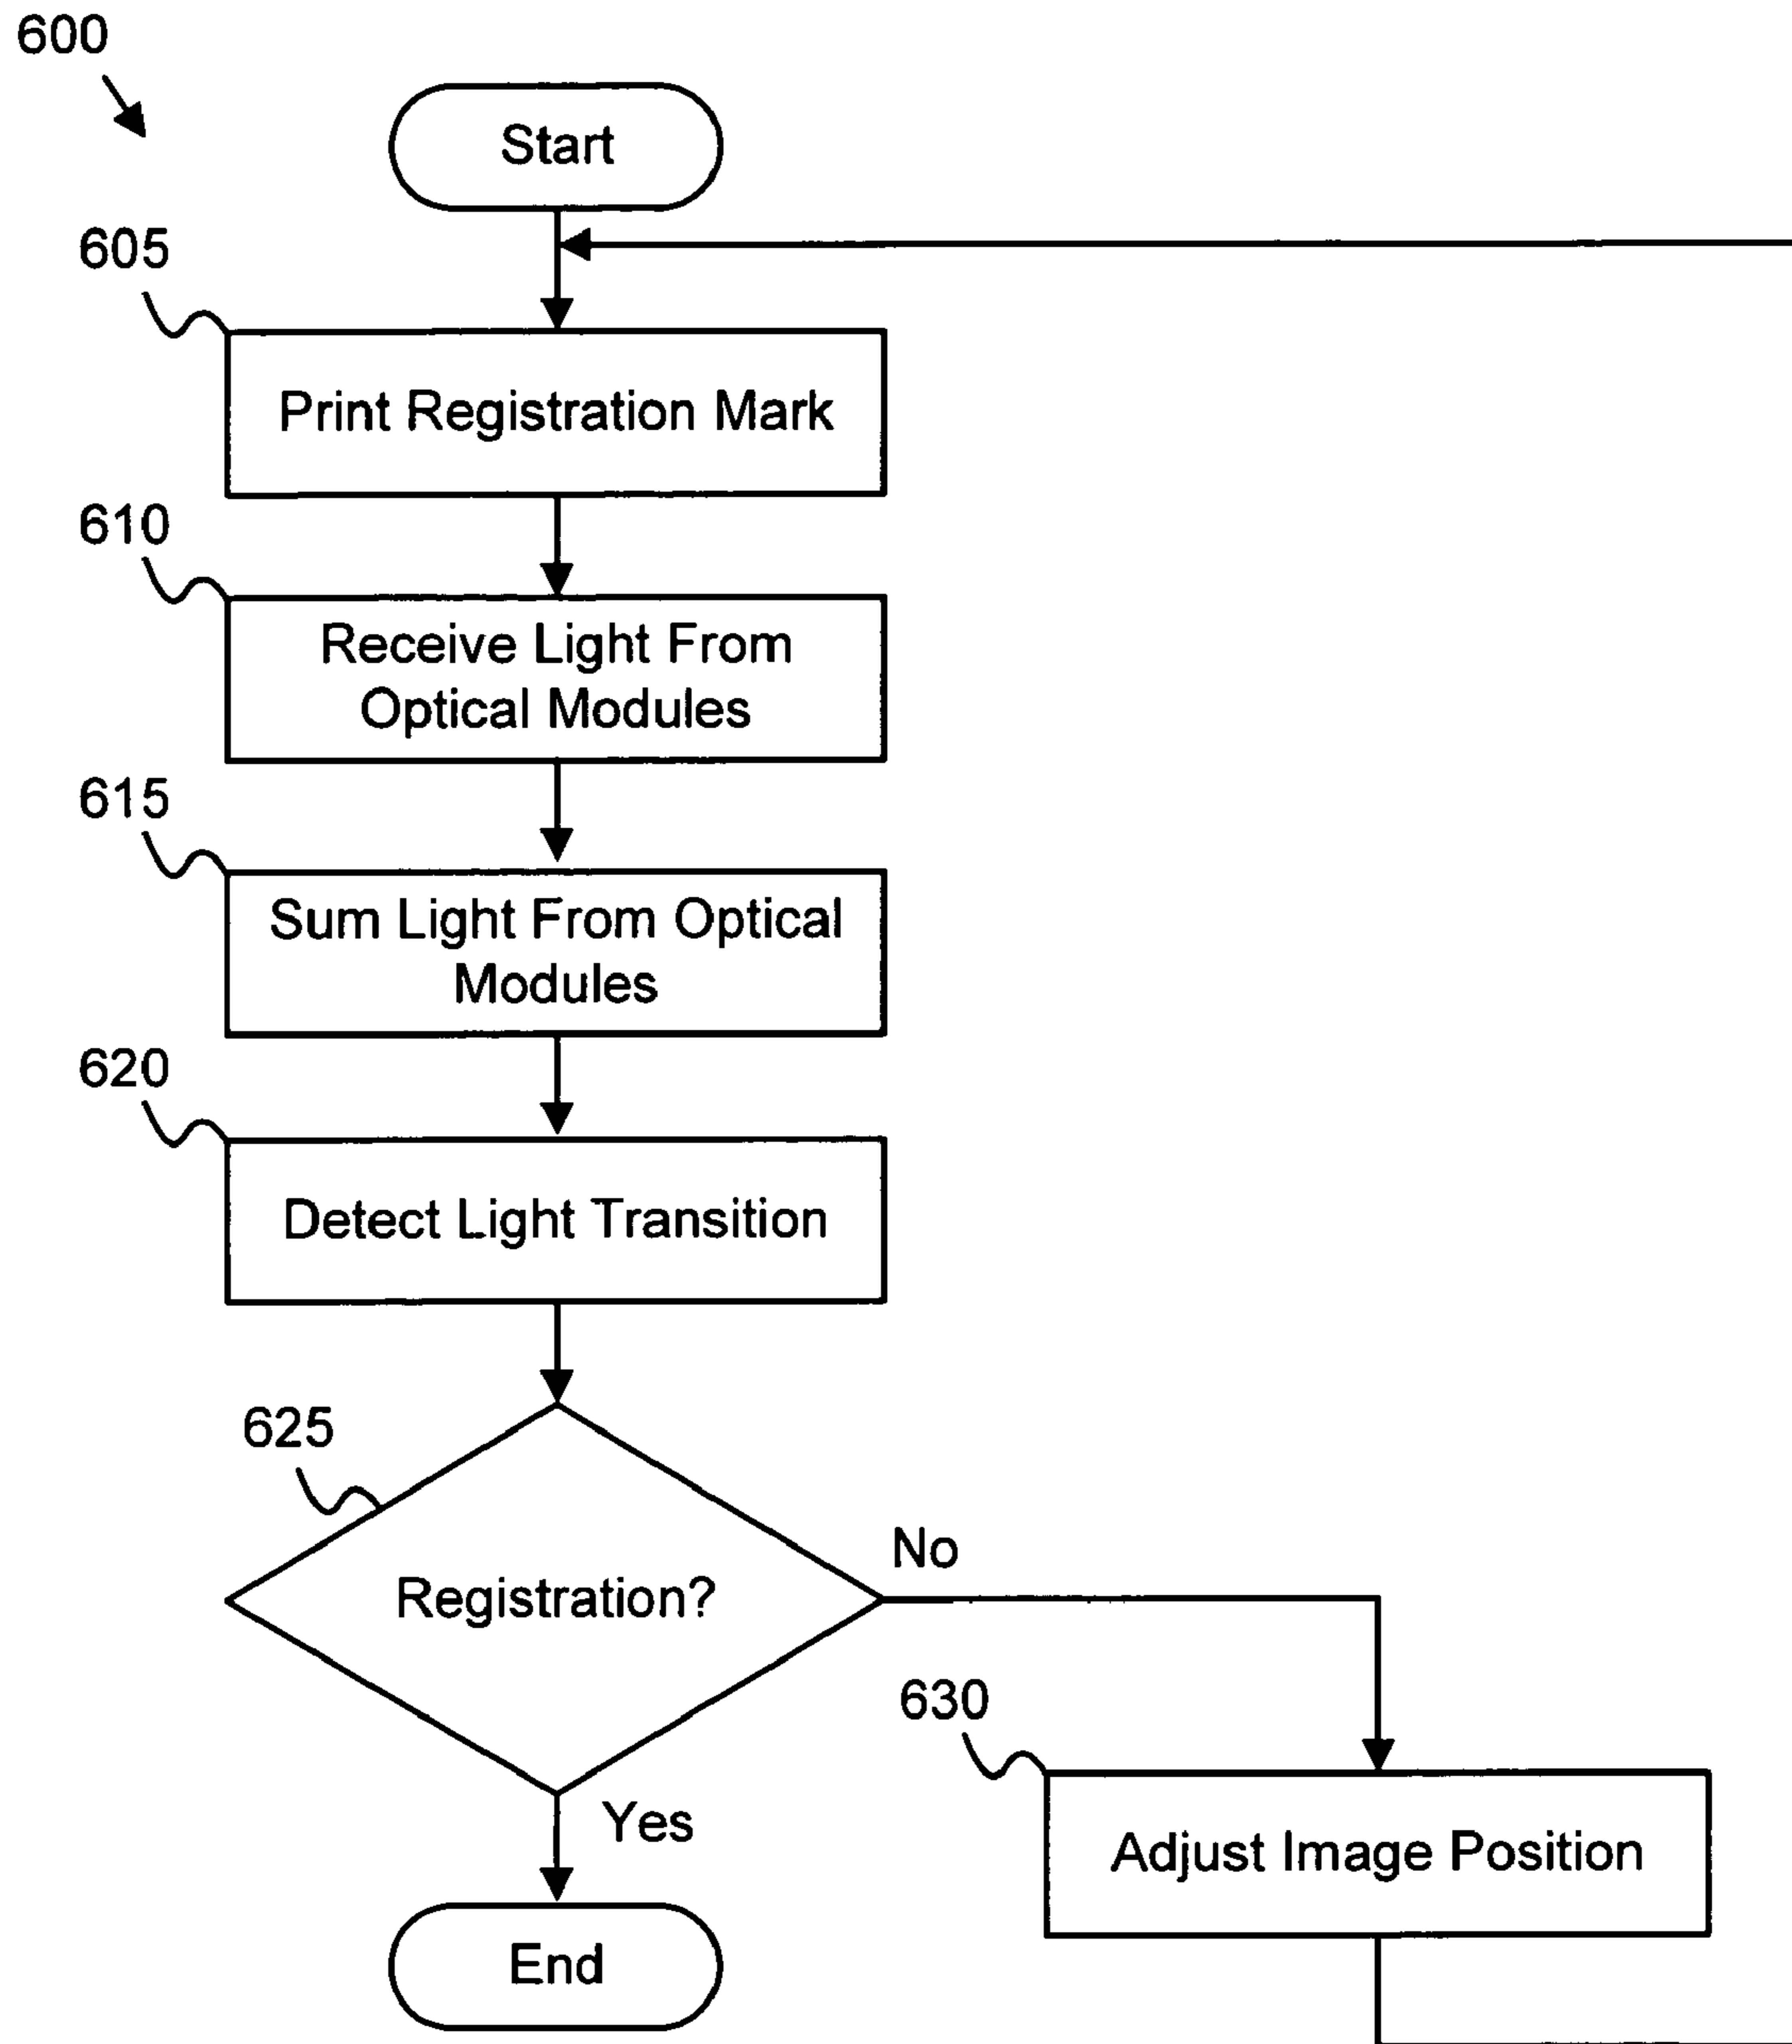 600
Start
605
Print Registration Mark
610
Receive Light From
Optical Modules
615
Sum Light From Optical
Modules
620
Detect Light Transition
625
Registration?
No
630
Adjust Image Position
Yes
End